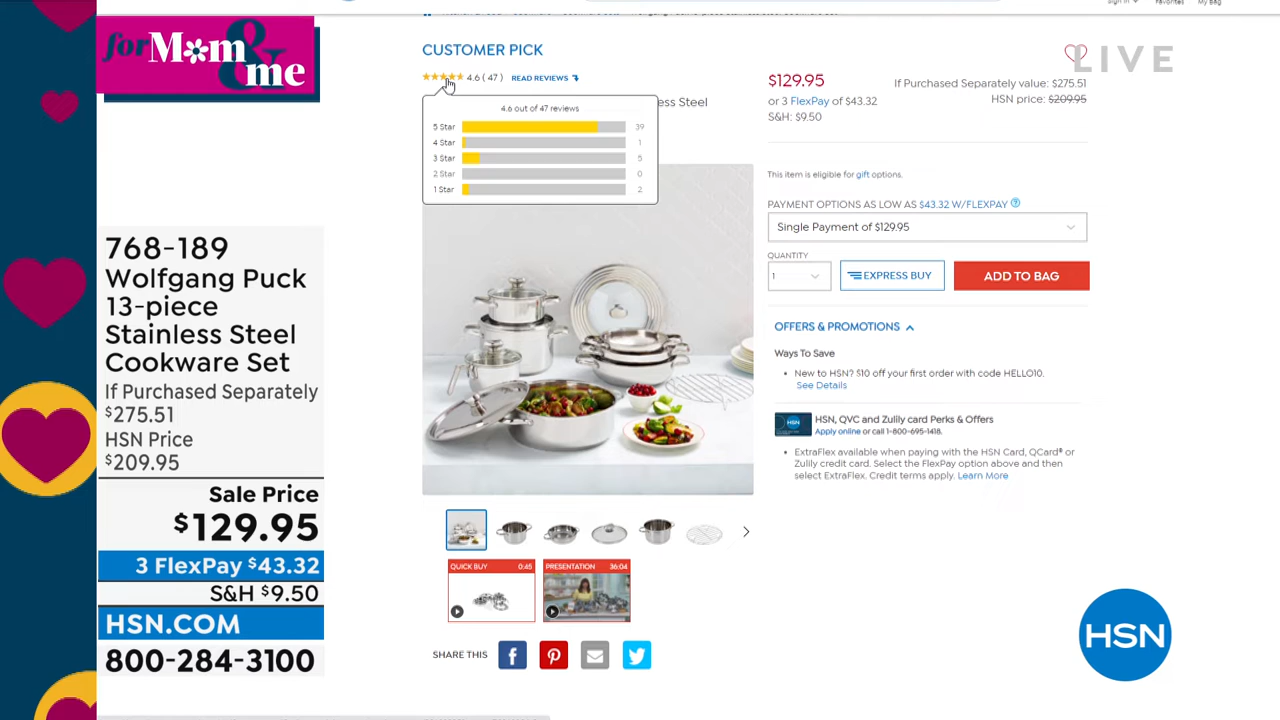 for Mom
& me
768-189
Wolfgang Puck
13-piece
Stainless Steel
Cookware Set
If Purchased Separately
$275.51
HSN Price
$209.95
Sale Price
$129.95
3 FlexPay $43.32
S&H $9.50
HSN.COM
800-284-3100
Sign In
Favorites
My Bag
CUSTOMER PICK
4.6 ( 47 ) READ REVIEWS
Steel
4.6 out of 47 reviews
5 Star 39
4 Star 1
3 Star 5
2 Star 0
1 Star 2
QUICK BUY 0:45
PRESENTATION 36:04
SHARE THIS
LIVE
$129.95
or 3 FlexPay of $43.32
S&H: $9.50
If Purchased Separately value: $275.51
HSN price: $209.95
This item is eligible for gift options.
PAYMENT OPTIONS AS LOW AS $43.32 W/FLEXPAY
Single Payment of $129.95
QUANTITY
1
EXPRESS BUY
ADD TO BAG
OFFERS & PROMOTIONS
Ways To Save
New to HSN? $10 off your first order with code HELLO10.
See Details
HSN
HSN, QVC and Zulily card Perks & Offers
Apply online or call 1-800-695-1418.
ExtraFlex available when paying with the HSN Card, QCard® or
Zulily credit card. Select the FlexPay option above and then
select ExtraFlex. Credit terms apply. Learn More
HSN